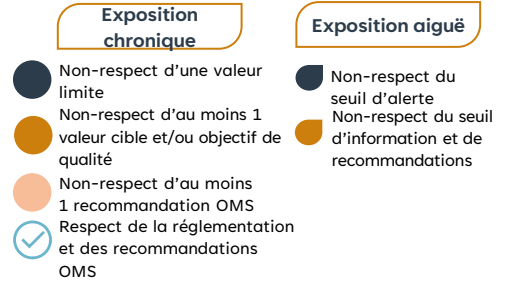 Exposition
chronique
Non-respect d'une valeur
limite
Non-respect d'au moins 1
valeur cible et/ou objectif de
qualité
Non-respect d'au moins
1 recommandation OMS
Respect de la réglementation
et des recommandations
OMS
Exposition aiguë
Non-respect du
seuil d'alerte
Non-respect du seuil
d'information et de
recommandations